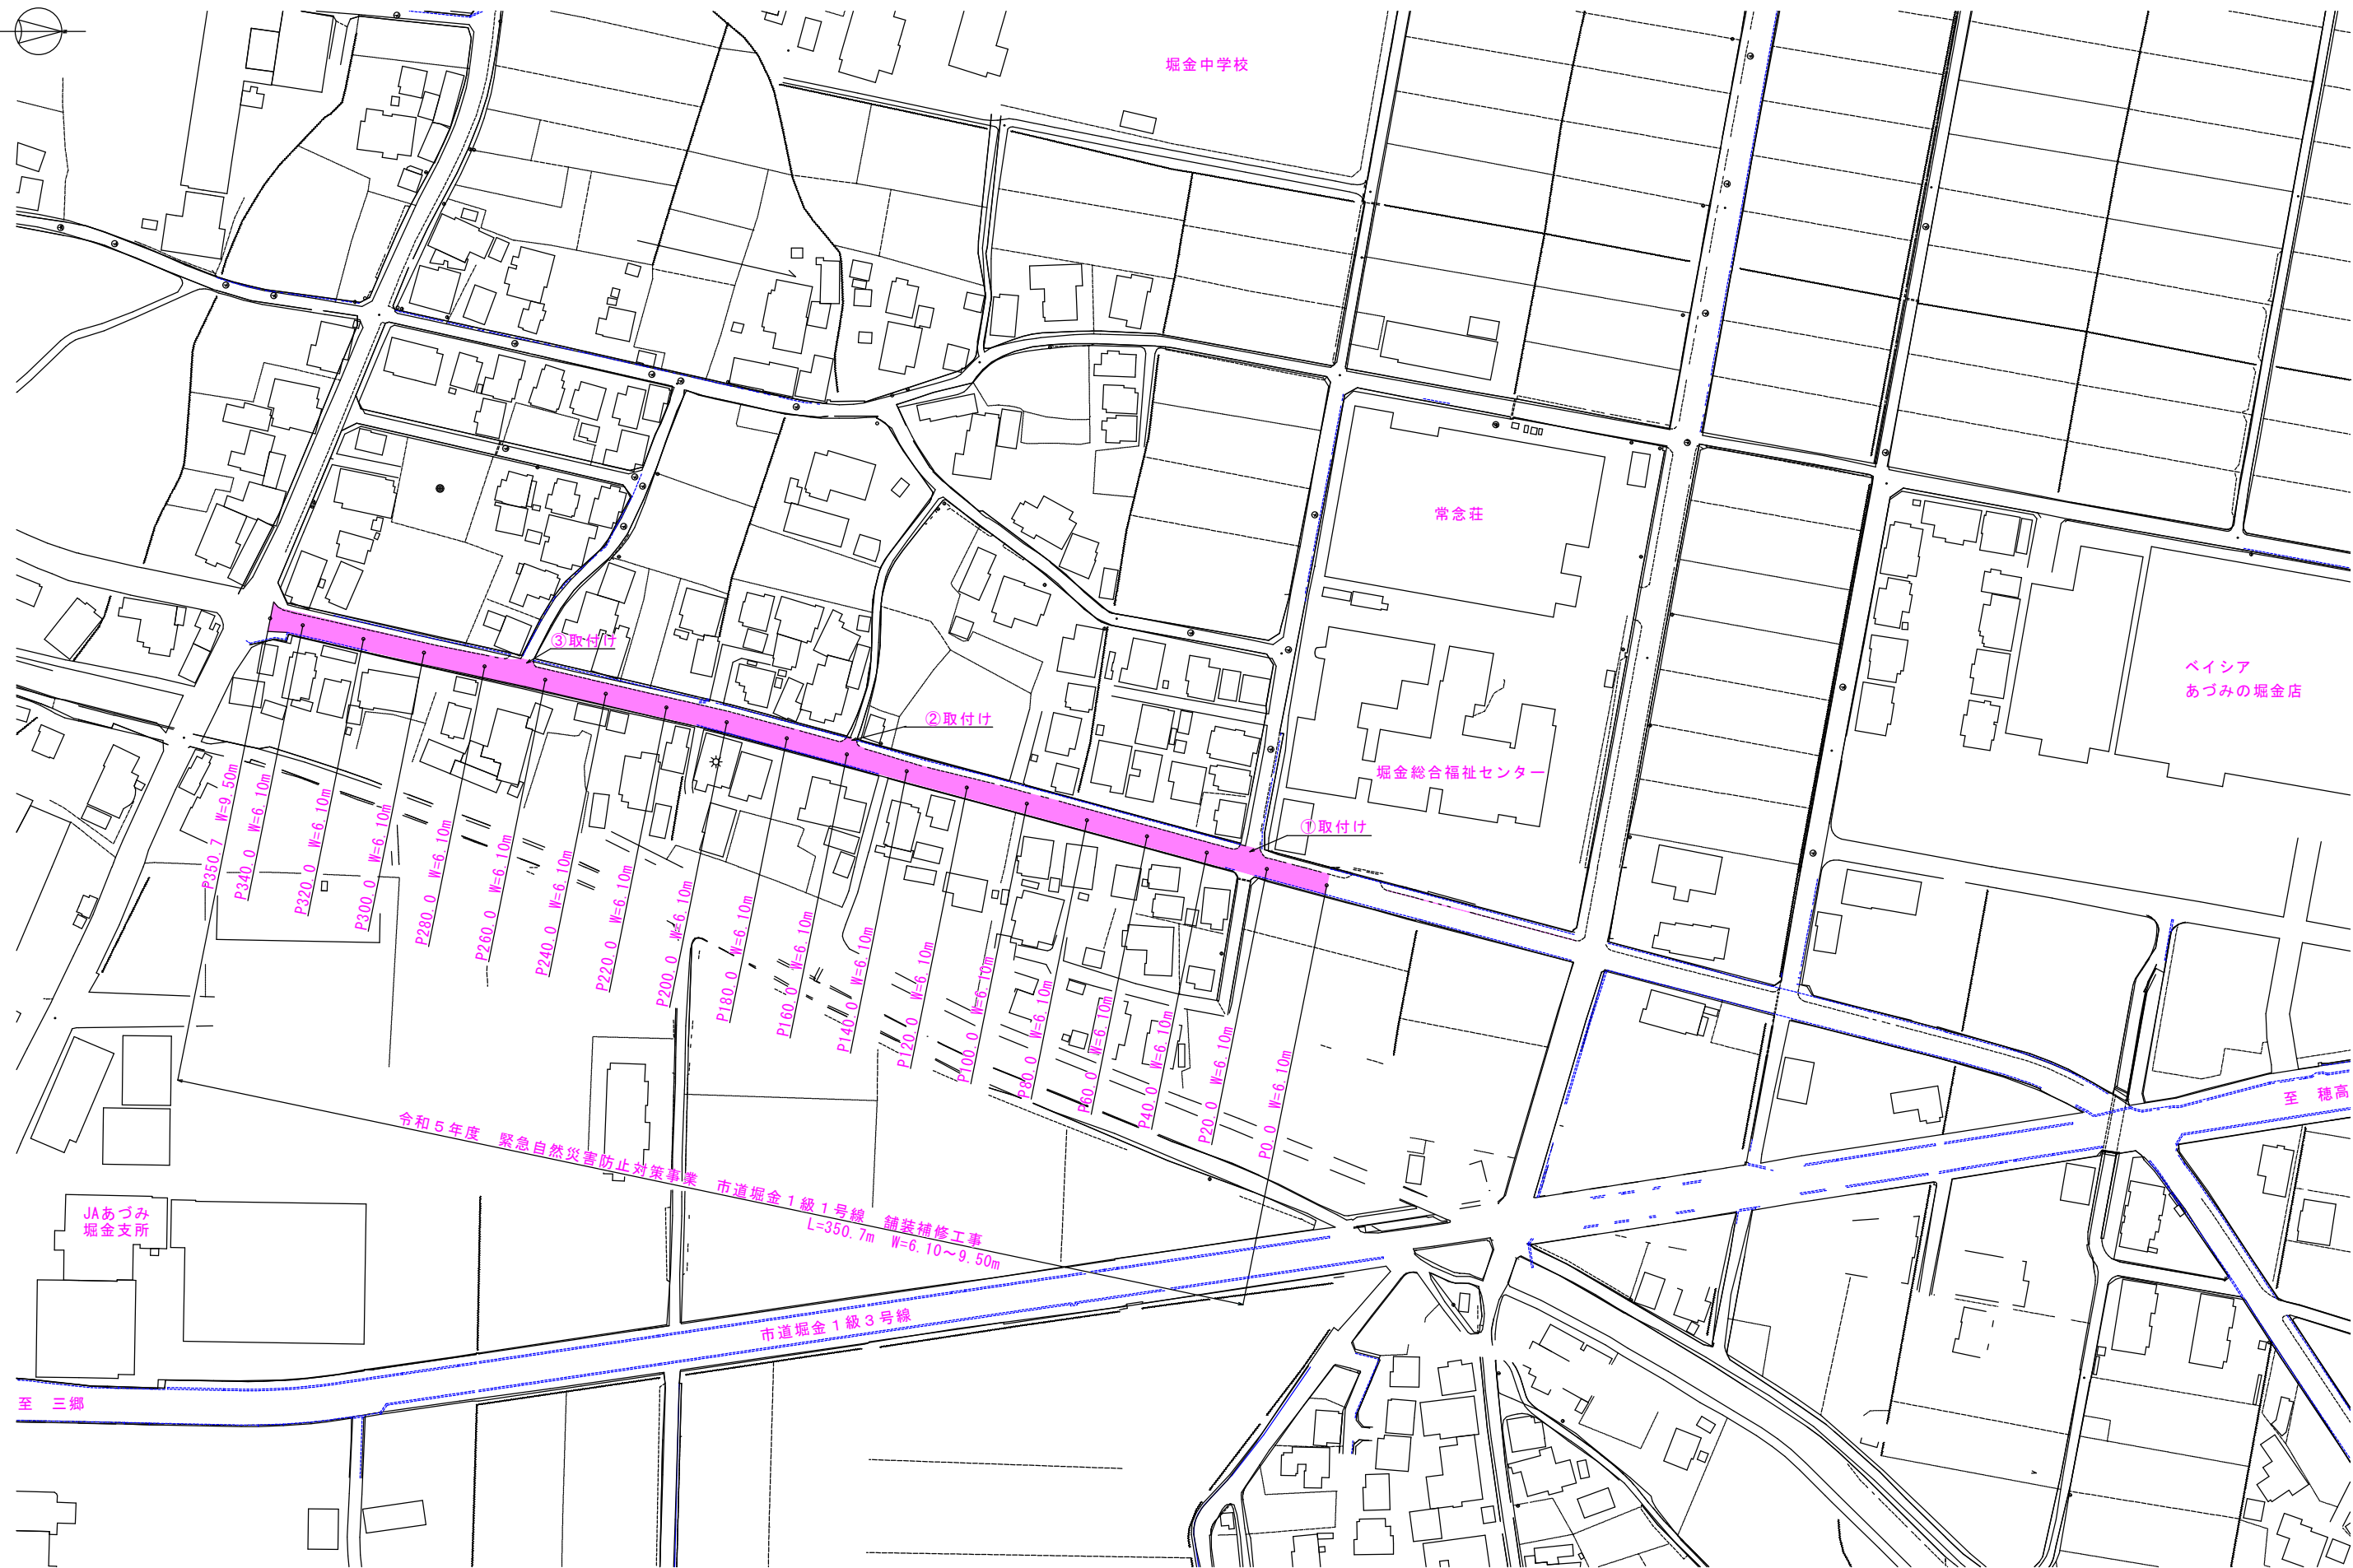 堀金中学校
常念荘
ベイシア
あづみの堀金店
③取付け
②取付け
①取付け
堀金総合福祉センター
P350.7 W=9.50m
P340.0 W=6.10m
P320.0 W=6.10m
P300.0 W=6.10m
P280.0 W=6.10m
P260.0 W=6.10m
P240.0 W=6.10m
P220.0 W=6.10m
P200.0 W=6.10m
P180.0 W=6.10m
P160.0 W=6.10m
P140.0 W=6.10m
P120.0 W=6.10m
P100.0 W=6.10m
P80.0 W=6.10m
P60.0 W=6.10m
P40.0 W=6.10m
P20.0 W=6.10m
P0.0 W=6.10m
至 穂高
令和5年度 緊急自然災害防止対策事業 市道堀金1級1号線 舗装補修工事
L=350.7m W=6.10～9.50m
JAあづみ
堀金支所
市道堀金1級3号線
至 三郷